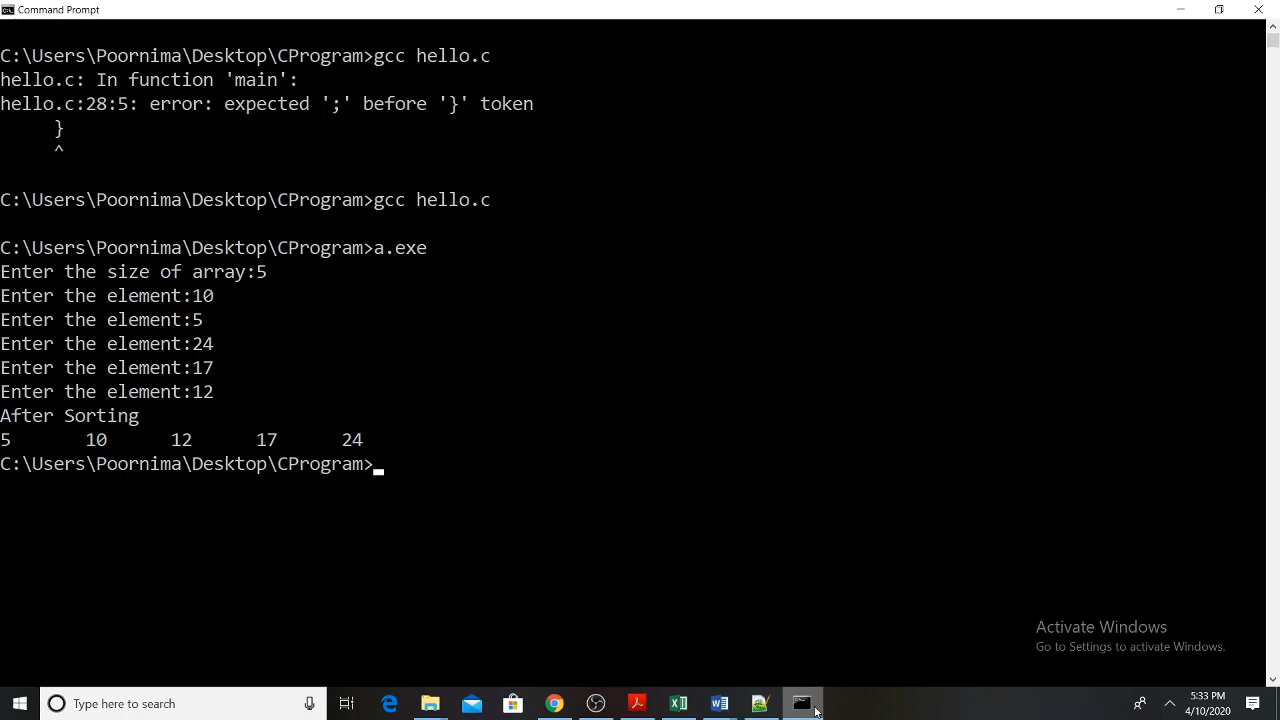 Command Prompt
C:\Users\Poornima\Desktop\CProgram>gcc hello.c
hello.c: In function 'main':
hello.c:28:5: error: expected ';' before '}' token
     }
     ^
C:\Users\Poornima\Desktop\CProgram>gcc hello.c
C:\Users\Poornima\Desktop\CProgram>a.exe
Enter the size of array:5
Enter the element:10
Enter the element:5
Enter the element:24
Enter the element:17
Enter the element:12
After Sorting
5       10      12      17      24
C:\Users\Poornima\Desktop\CProgram>
Activate Windows
Go to Settings to activate Windows.
Type here to search
5:33 PM
4/10/2020